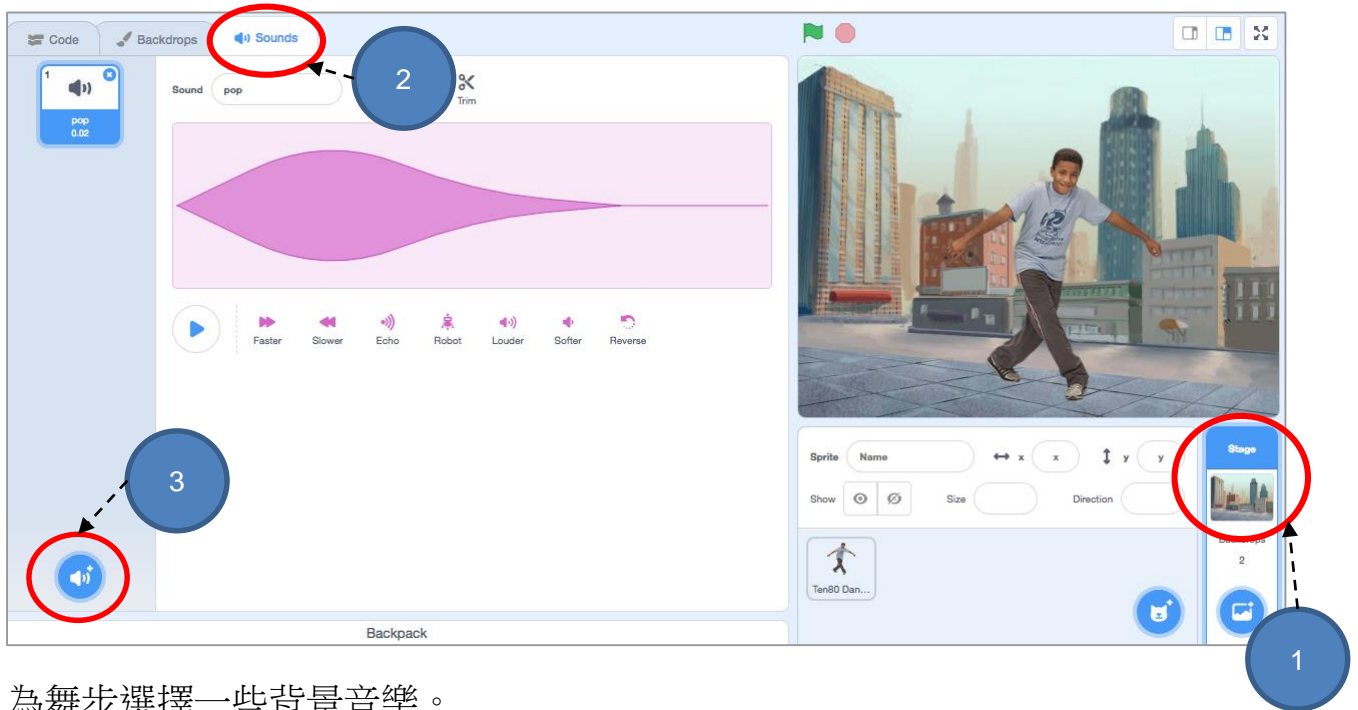 Code
Backdrops
Sounds
2
1
pop
0.02
Sound
pop
Trim
Faster
Slower
Echo
Robot
Louder
Softer
Reverse
3
Backpack
Sprite
Name
x
x
y
y
Show
Size
Direction
Ten80 Dan...
Stage
Backdrops
2
1
為舞步選擇一些背景音樂。